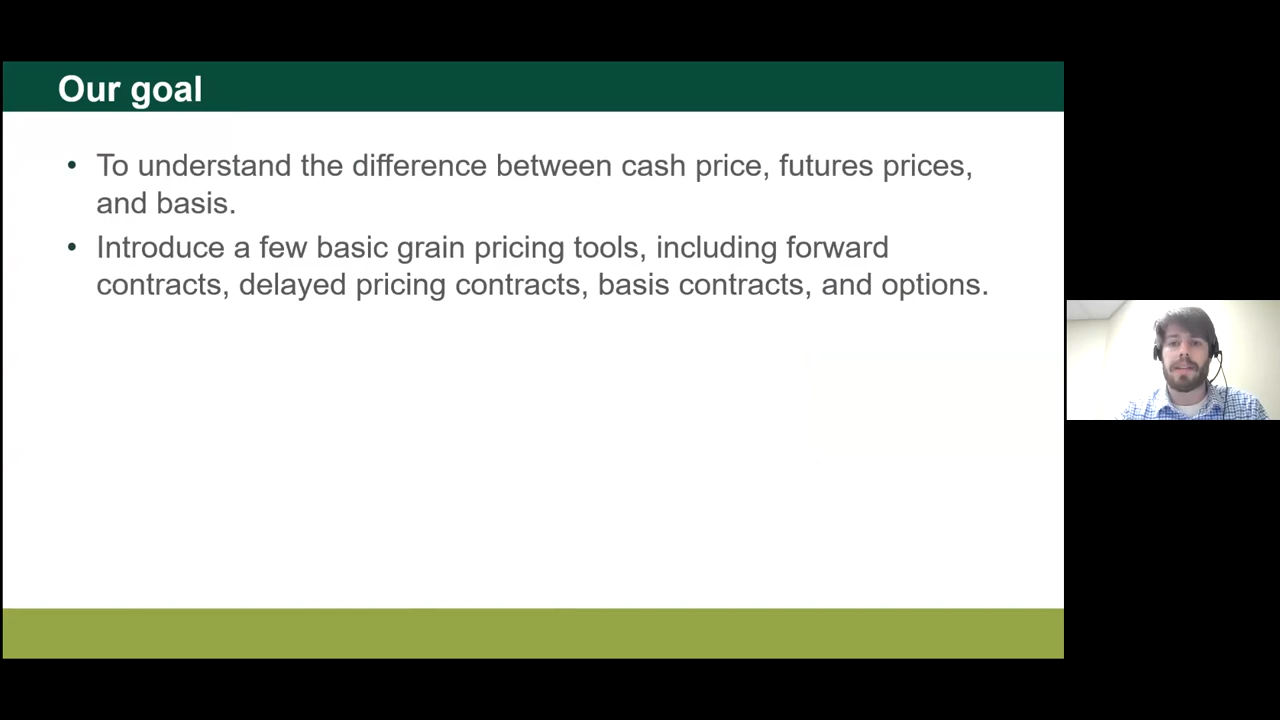 Our goal
• To understand the difference between cash price, futures prices,
and basis.
• Introduce a few basic grain pricing tools, including forward
contracts, delayed pricing contracts, basis contracts, and options.